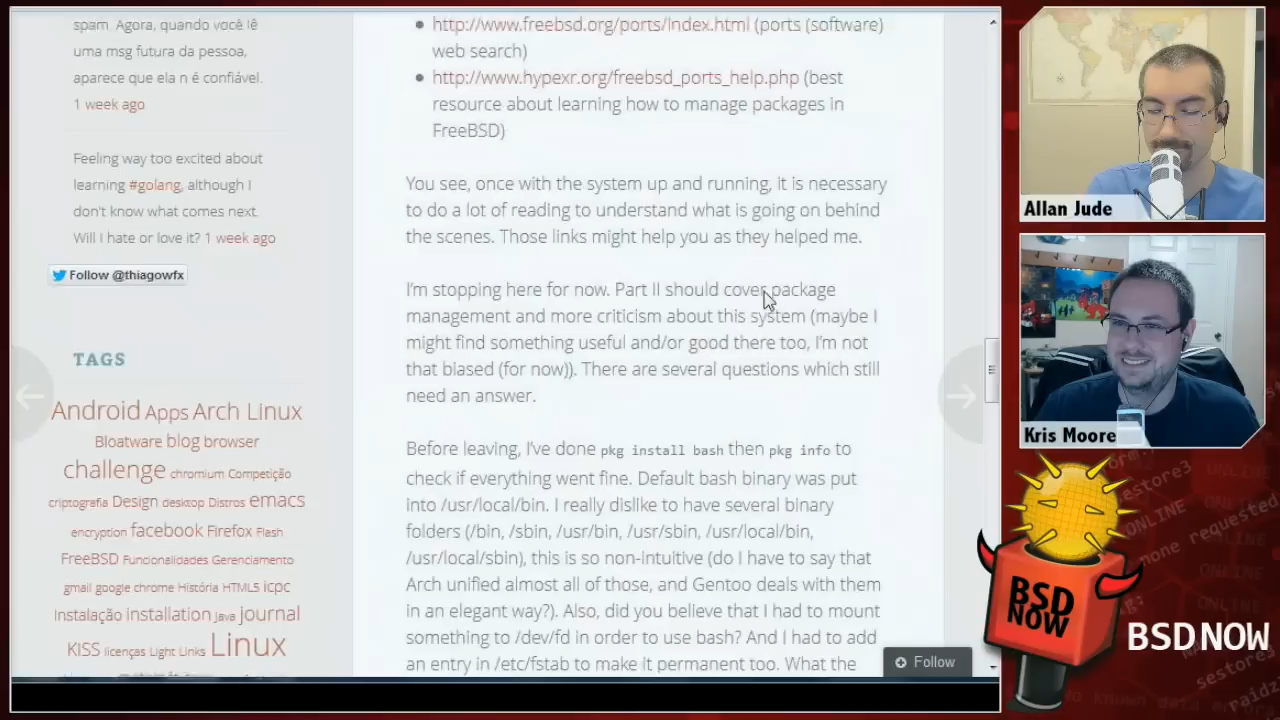 spam. Agora, quando você lê
uma msg futura da pessoa,
aparece que ela n é confiável.
1 week ago
Feeling way too excited about
learning #golang, although I
don't know what comes next.
Will I hate or love it? 1 week ago
Follow @thiagowfx
TAGS
Android Apps Arch Linux
Bloatware blog browser
challenge chromium Competição
criptografia Design desktop Distros emacs
encryption facebook Firefox Flash
FreeBSD Funcionalidades Gerenciamento
gmail google chrome História HTML5 icpc
Instalação installation Java journal
KISS licenças Light Links Linux
http://www.freebsd.org/ports/index.html (ports (software)
web search)
http://www.hypexr.org/freebsd_ports_help.php (best
resource about learning how to manage packages in
FreeBSD)
You see, once with the system up and running, it is necessary
to do a lot of reading to understand what is going on behind
the scenes. Those links might help you as they helped me.
I'm stopping here for now. Part II should cover package
management and more criticism about this system (maybe I
might find something useful and/or good there too, I'm not
that biased (for now)). There are several questions which still
need an answer.
Before leaving, I've done pkg install bash then pkg info to
check if everything went fine. Default bash binary was put
into /usr/local/bin. I really dislike to have several binary
folders (/bin, /sbin, /usr/bin, /usr/sbin, /usr/local/bin,
/usr/local/sbin), this is so non-intuitive (do I have to say that
Arch unified almost all of those, and Gentoo deals with them
in an elegant way?). Also, did you believe that I had to mount
something to /dev/fd in order to use bash? And I had to add
an entry in /etc/fstab to make it permanent too. What the
Follow
Allan Jude
Kris Moore
BSD
NOW
BSD NOW